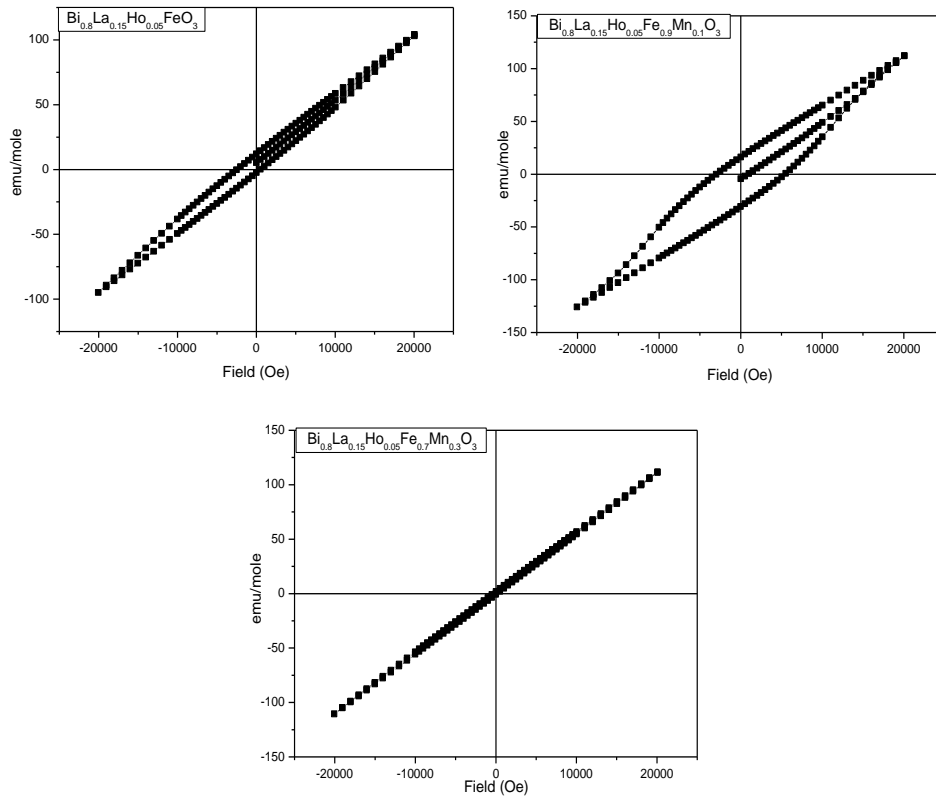 Bi0.8La0.15Ho0.05FeO3
100
50
0
-50
-100
emu/mole
-20000 -10000 0 10000 20000
Field (Oe)
Bi0.8La0.15Ho0.05Fe0.9Mn0.1O3
150
100
50
0
-50
-100
-150
emu/mole
-20000 -10000 0 10000 20000
Field (Oe)
Bi0.8La0.15Ho0.05Fe0.7Mn0.3O3
150
100
50
0
-50
-100
-150
emu/mole
-20000 -10000 0 10000 20000
Field (Oe)